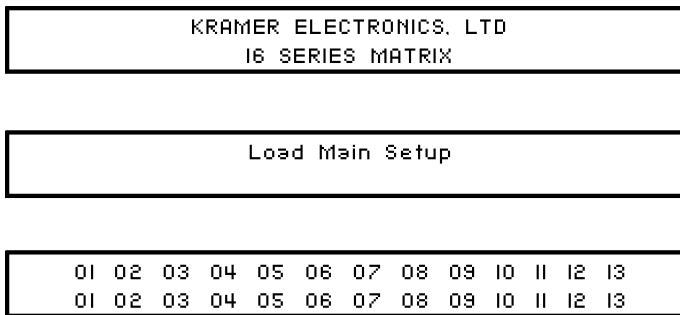 KRAMER ELECTRONICS, LTD
16 SERIES MATRIX
Load Main Setup
01 02 03 04 05 06 07 08 09 10 11 12 13
01 02 03 04 05 06 07 08 09 10 11 12 13